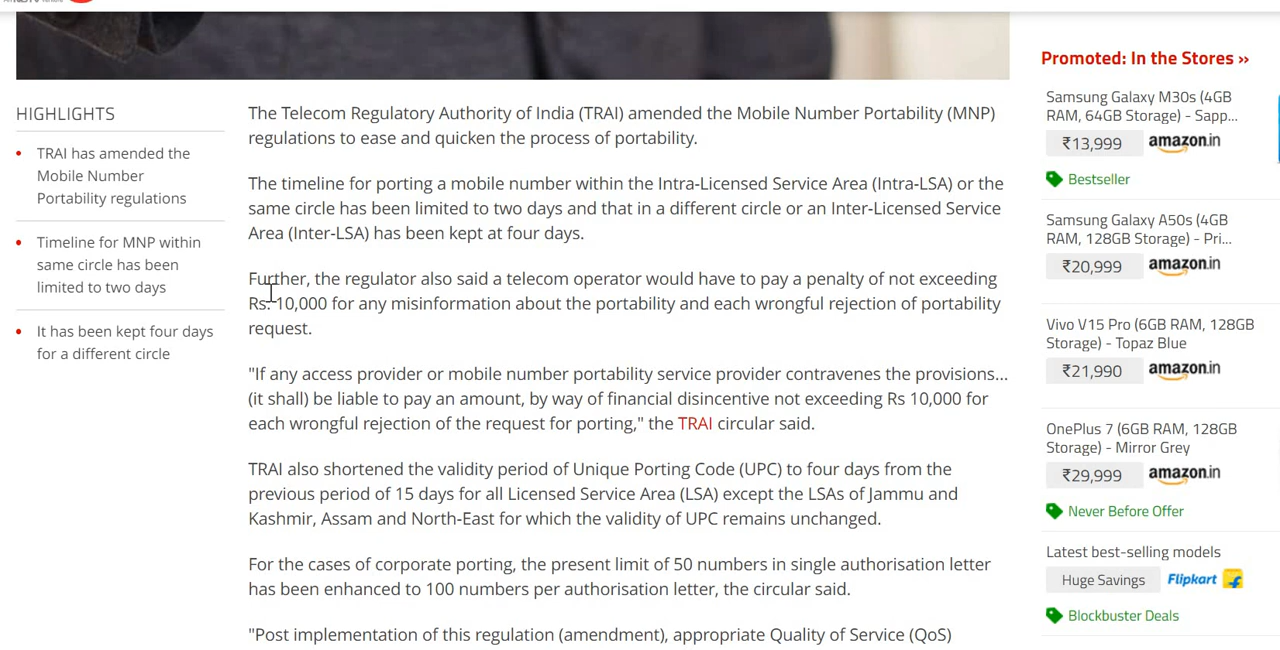 HIGHLIGHTS
TRAI has amended the
Mobile Number
Portability regulations
Timeline for MNP within
same circle has been
limited to two days
It has been kept four days
for a different circle
The Telecom Regulatory Authority of India (TRAI) amended the Mobile Number Portability (MNP)
regulations to ease and quicken the process of portability.
The timeline for porting a mobile number within the Intra-Licensed Service Area (Intra-LSA) or the
same circle has been limited to two days and that in a different circle or an Inter-Licensed Service
Area (Inter-LSA) has been kept at four days.
Further, the regulator also said a telecom operator would have to pay a penalty of not exceeding
Rs. 10,000 for any misinformation about the portability and each wrongful rejection of portability
request.
"If any access provider or mobile number portability service provider contravenes the provisions...
(it shall) be liable to pay an amount, by way of financial disincentive not exceeding Rs 10,000 for
each wrongful rejection of the request for porting," the TRAI circular said.
TRAI also shortened the validity period of Unique Porting Code (UPC) to four days from the
previous period of 15 days for all Licensed Service Area (LSA) except the LSAs of Jammu and
Kashmir, Assam and North-East for which the validity of UPC remains unchanged.
For the cases of corporate porting, the present limit of 50 numbers in single authorisation letter
has been enhanced to 100 numbers per authorisation letter, the circular said.
"Post implementation of this regulation (amendment), appropriate Quality of Service (QoS)
Promoted: In the Stores »
Samsung Galaxy M30s (4GB
RAM, 64GB Storage) - Sapp...
₹13,999 amazon.in
Bestseller
Samsung Galaxy A50s (4GB
RAM, 128GB Storage) - Pri...
₹20,999 amazon.in
Vivo V15 Pro (6GB RAM, 128GB
Storage) - Topaz Blue
₹21,990 amazon.in
OnePlus 7 (6GB RAM, 128GB
Storage) - Mirror Grey
₹29,999 amazon.in
Never Before Offer
Latest best-selling models
Huge Savings Flipkart
Blockbuster Deals